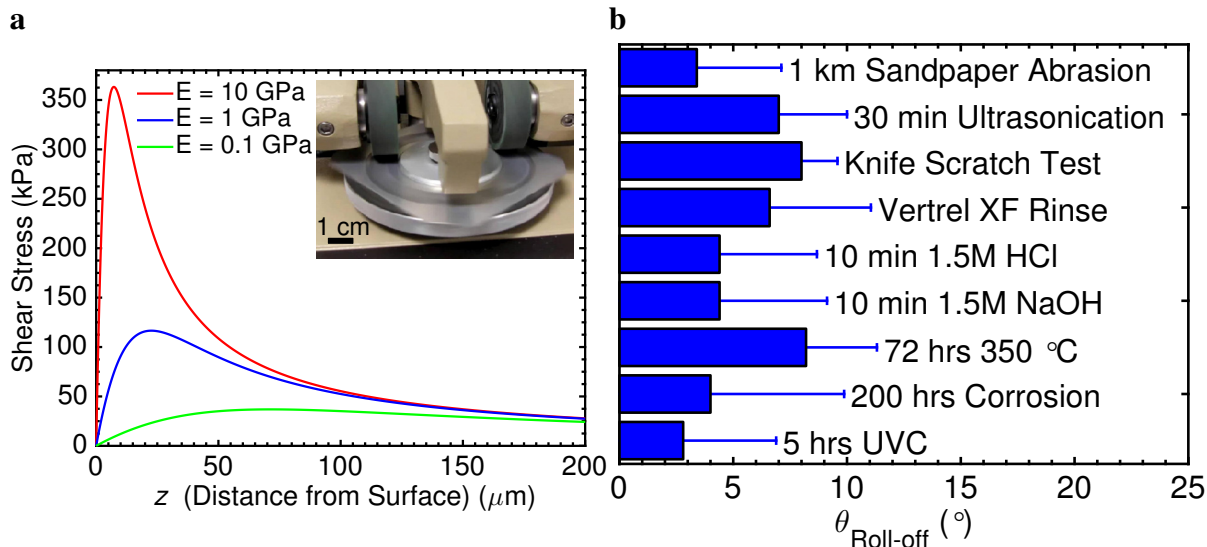 a
b
350
300
250
200
150
100
50
0
Shear Stress (kPa)
E = 10 GPa
E = 1 GPa
E = 0.1 GPa
1 cm
0 50 100 150 200
z (Distance from Surface) (μm)
1 km Sandpaper Abrasion
30 min Ultrasonication
Knife Scratch Test
Vertrel XF Rinse
10 min 1.5M HCl
10 min 1.5M NaOH
72 hrs 350 °C
200 hrs Corrosion
5 hrs UVC
0 5 10 15 20 25
θRoll-off (°)